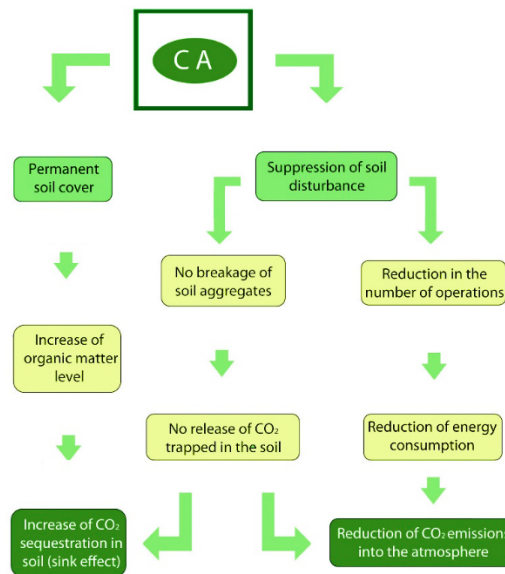 C A
Permanent
soil cover
Suppression of soil
disturbance
No breakage of
soil aggregates
Reduction in the
number of operations
Increase of
organic matter
level
No release of CO₂
trapped in the soil
Reduction of energy
consumption
Increase of CO₂
sequestration in
soil (sink effect)
Reduction of CO₂ emissions
into the atmosphere